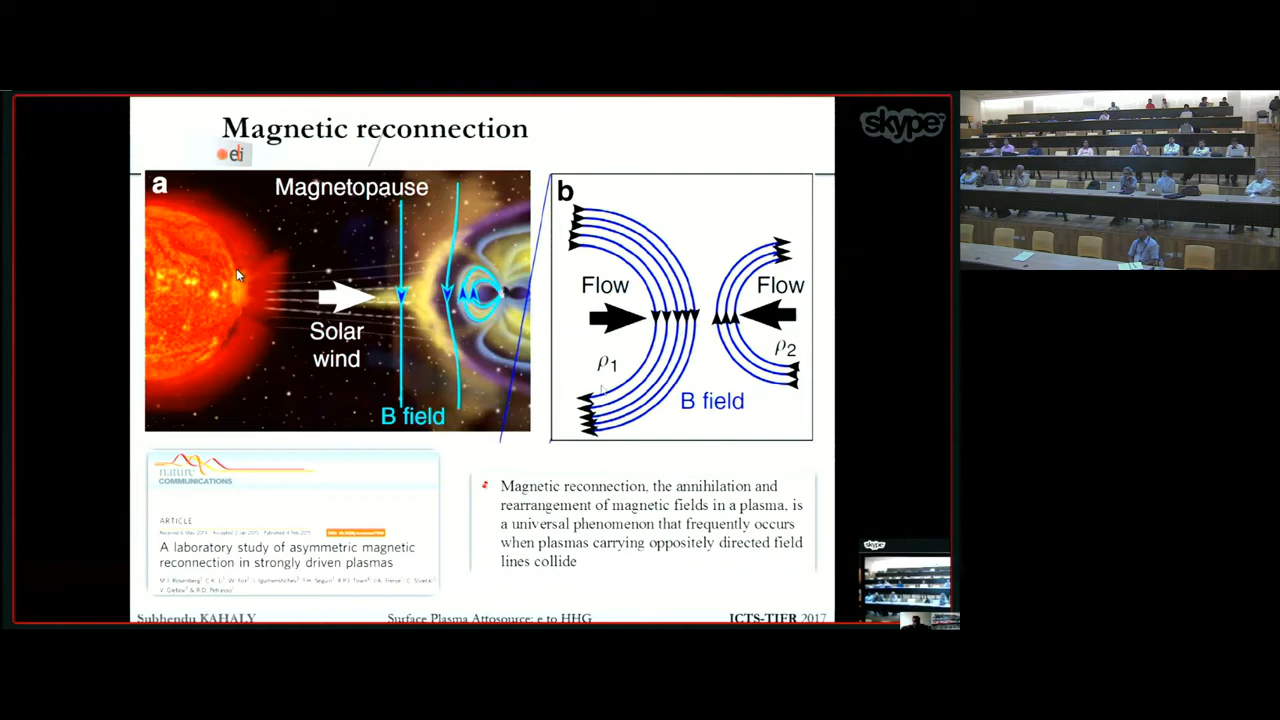 Magnetic reconnection
eli
skype
a
Magnetopause
Solar
wind
B field
b
Flow
Flow
ρ1
ρ2
B field
nature
COMMUNICATIONS
ARTICLE
A laboratory study of asymmetric magnetic
reconnection in strongly driven plasmas
Magnetic reconnection, the annihilation and
rearrangement of magnetic fields in a plasma, is
a universal phenomenon that frequently occurs
when plasmas carrying oppositely directed field
lines collide
skype
Subhendu KAHALY
Surface Plasma Attosource: e to HHG
ICTS-TIFR 2017